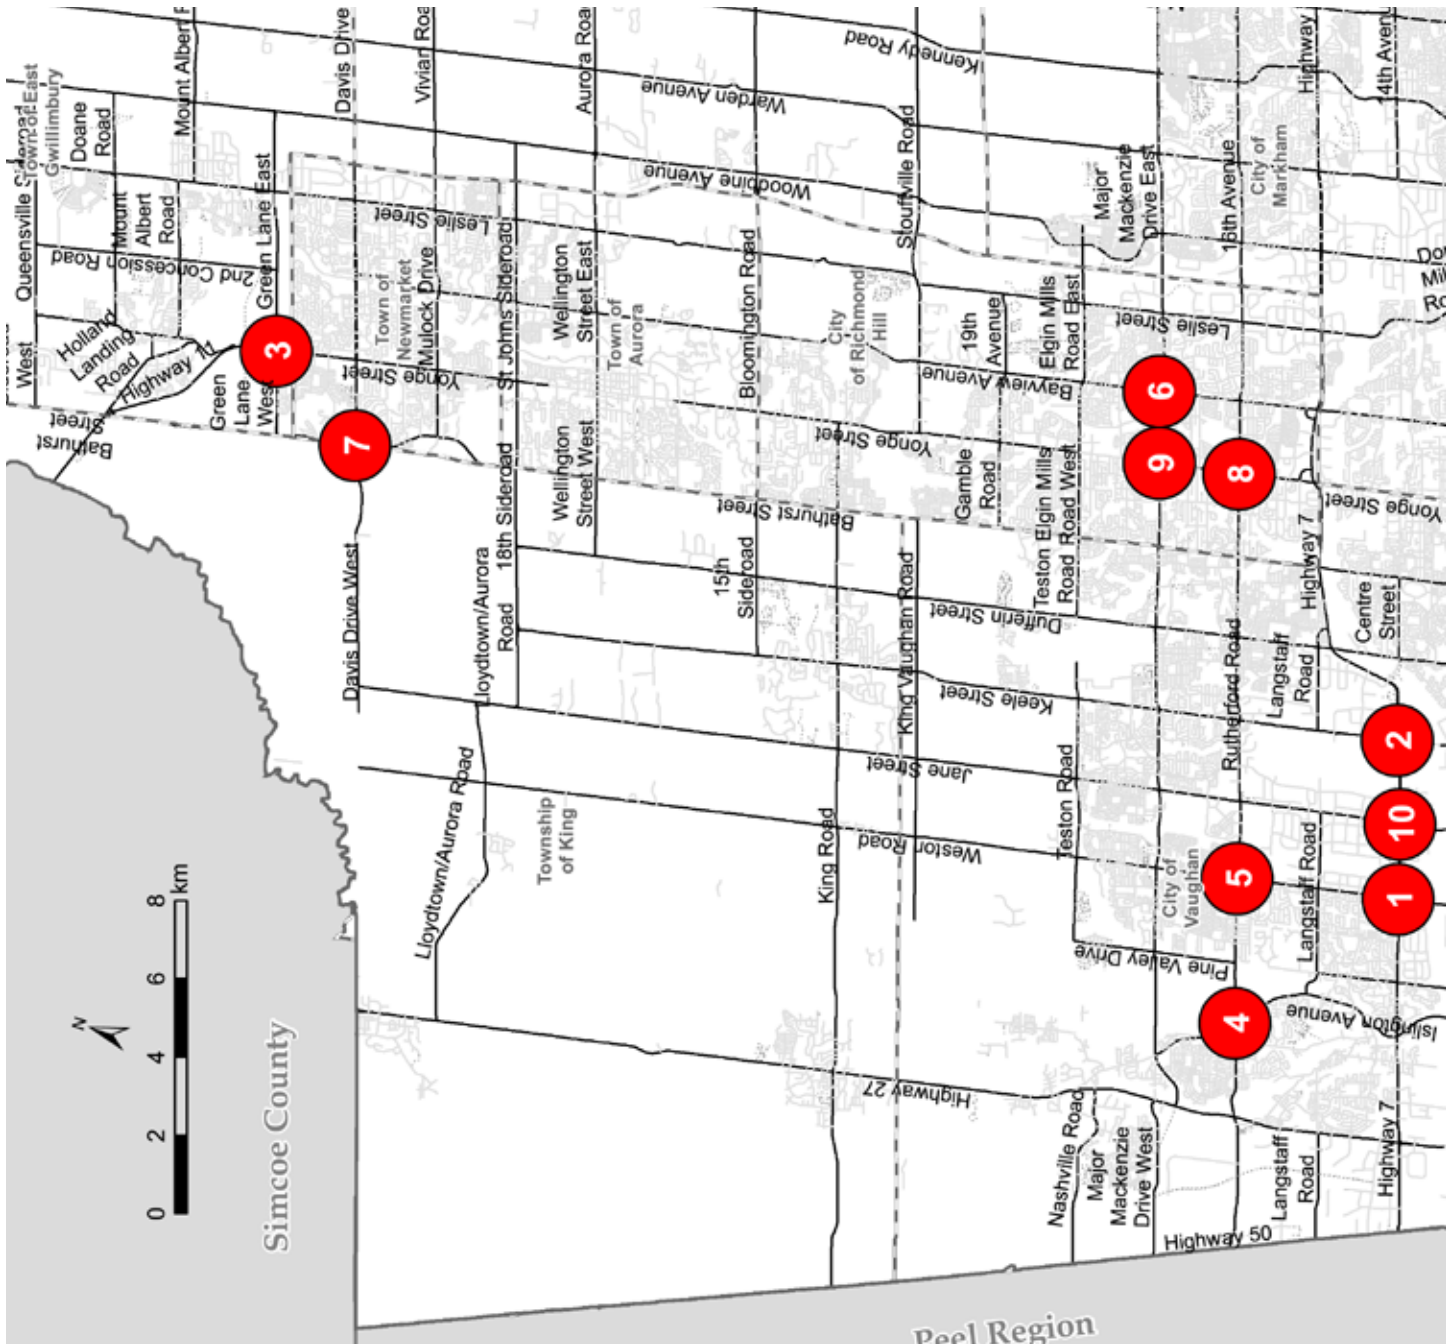 Queensville Sideroad
West
Town of East
Gwillimbury
Doane
Road
Mount Albert
Mount
Albert
Road
2nd Concession Road
Holland
Landing
Road
Highway 11
Green Lane East
Green
Lane
West
Bathurst
Street
3
7
Davis Drive
Vivian
Aurora
Leslie Street
Town of
Newmarket
Mulock Drive
Yonge Street
St Johns Sideroad
18th Sideroad
Wellington
Street East
Wellington
Street West
Town of
Aurora
Warden Avenue
Woodbine Avenue
Kennedy Road
Bloomington Road
15th
Sideroad
Bathurst Street
Yonge Street
City
of Richmond
Hill
Stouffville Road
Bayview Avenue
19th
Avenue
Gamble
Road
Elgin Mills
Road East
Elgin Mills
Road West
Teston
Road
Major
Mackenzie
Drive East
16th Avenue
City of
Markham
Highway
14th
Leslie Street
6
9
8
Yonge Street
Highway 7
Centre
Street
Davis Drive West
Lloydtown/Aurora
Road
Lloydtown/Aurora Road
Township
of King
King Road
King Vaughan Road
Dufferin Street
Keele Street
Jane Street
Weston Road
Teston Road
Rutherford Road
Langstaff
Road
City of
Vaughan
Pine Valley Drive
Langstaff Road
Islington Avenue
2
10
1
5
4
Highway 27
Nashville Road
Major
Mackenzie
Drive West
Langstaff
Road
Highway 7
Highway 50
Simcoe County
Peel Region
N
0 2 4 6 8
km